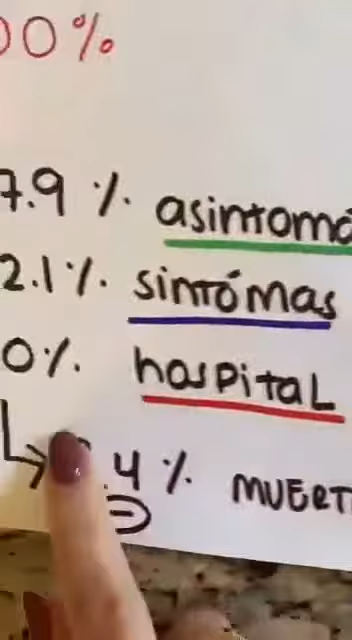 00%
7.9 % asintomá
2.1 % sintómas
0% hospital
.4 % MUERT